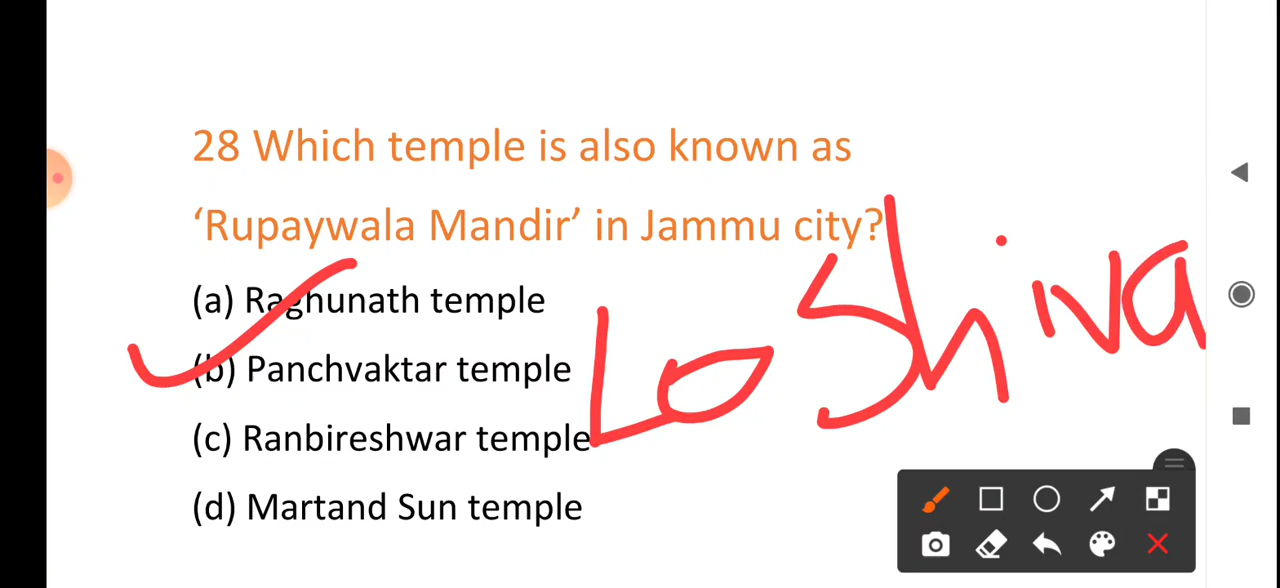 28 Which temple is also known as
‘Rupaywala Mandir’ in Jammu city?
(a) Raghunath temple
(b) Panchvaktar temple
(c) Ranbireshwar temple
(d) Martand Sun temple
Lo Shiva